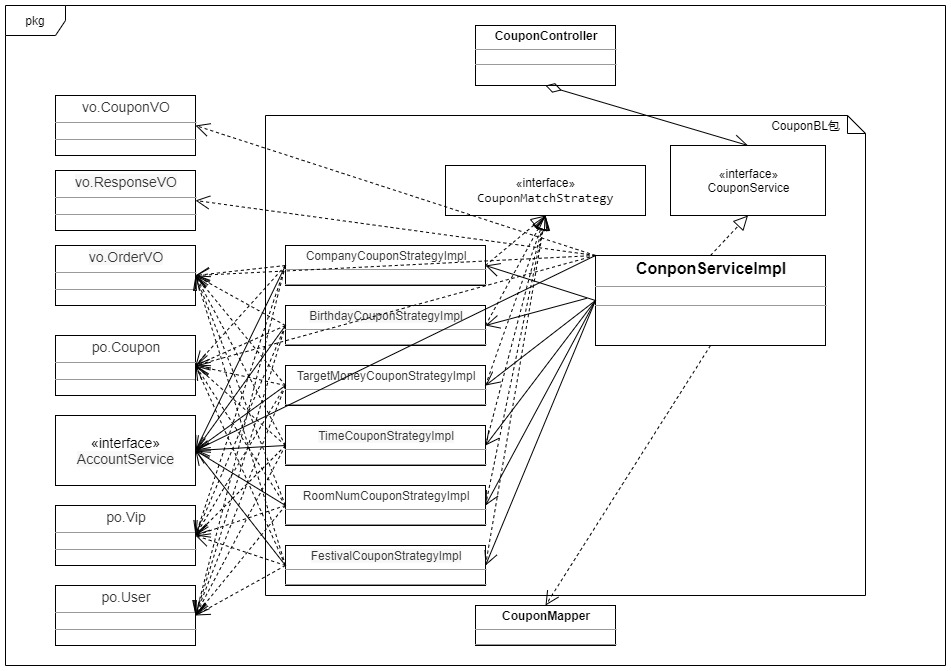 pkg
CouponController
vo.CouponVO
CouponBL包
vo.ResponseVO
«interface»
CouponMatchStrategy
«interface»
CouponService
vo.OrderVO
CompanyCouponStrategyImpl
ConponServiceImpl
BirthdayCouponStrategyImpl
po.Coupon
TargetMoneyCouponStrategyImpl
«interface»
AccountService
TimeCouponStrategyImpl
RoomNumCouponStrategyImpl
po.Vip
FestivalCouponStrategyImpl
po.User
CouponMapper